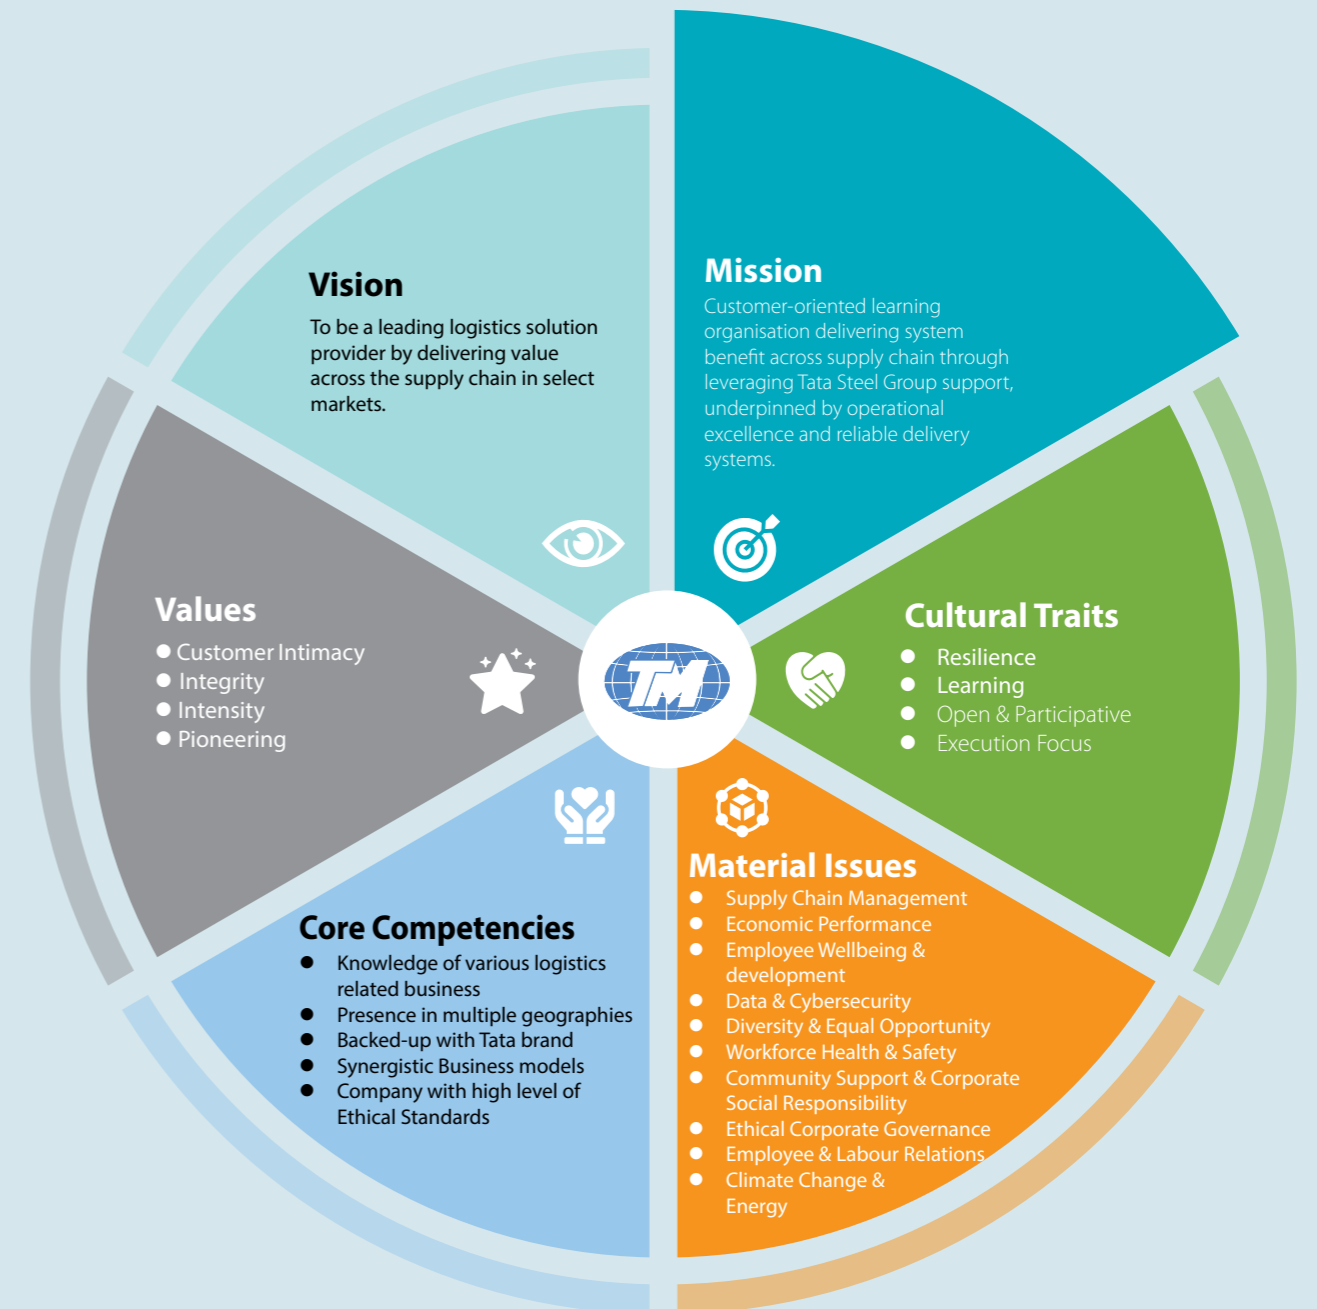 Vision
To be a leading logistics solution
provider by delivering value
across the supply chain in select
markets.
Mission
Customer-oriented learning
organisation delivering system
benefit across supply chain through
leveraging Tata Steel Group support,
underpinned by operational
excellence and reliable delivery
systems.
Values
● Customer Intimacy
● Integrity
● Intensity
● Pioneering
TM
Cultural Traits
● Resilience
● Learning
● Open & Participative
● Execution Focus
Core Competencies
● Knowledge of various logistics
related business
● Presence in multiple geographies
● Backed-up with Tata brand
● Synergistic Business models
● Company with high level of
Ethical Standards
Material Issues
● Supply Chain Management
● Economic Performance
● Employee Wellbeing &
development
● Data & Cybersecurity
● Diversity & Equal Opportunity
● Workforce Health & Safety
● Community Support & Corporate
Social Responsibility
● Ethical Corporate Governance
● Employee & Labour Relations
● Climate Change &
Energy